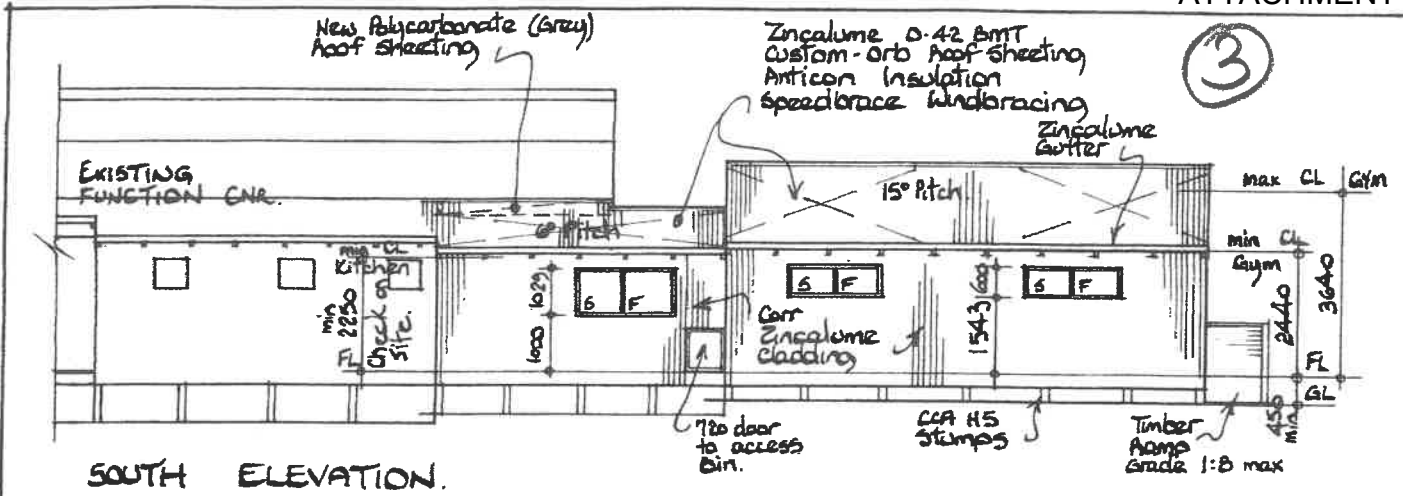 ATTACHMENT
3
New Polycarbonate (Grey)
Roof Sheeting
Zincalume 0.42 BMT
Custom-Orb Roof Sheeting
Anticon Insulation
Speedbrace Windbracing
Zincalume
Gutter
EXISTING
FUNCTION CNR.
6° Pitch
15° Pitch
max CL GYM
min CL
Gym
min CL
Kitchen
min 2250
Check on
Site.
FL
1029
1000
S F
Corr
Zincalume
Cladding
S F
600
1543
S F
2440
3640
FL
GL
450
min
720 door
to access
Bin.
CCA H5
Stumps
Timber
Ramp
Grade 1:8 max
SOUTH ELEVATION.